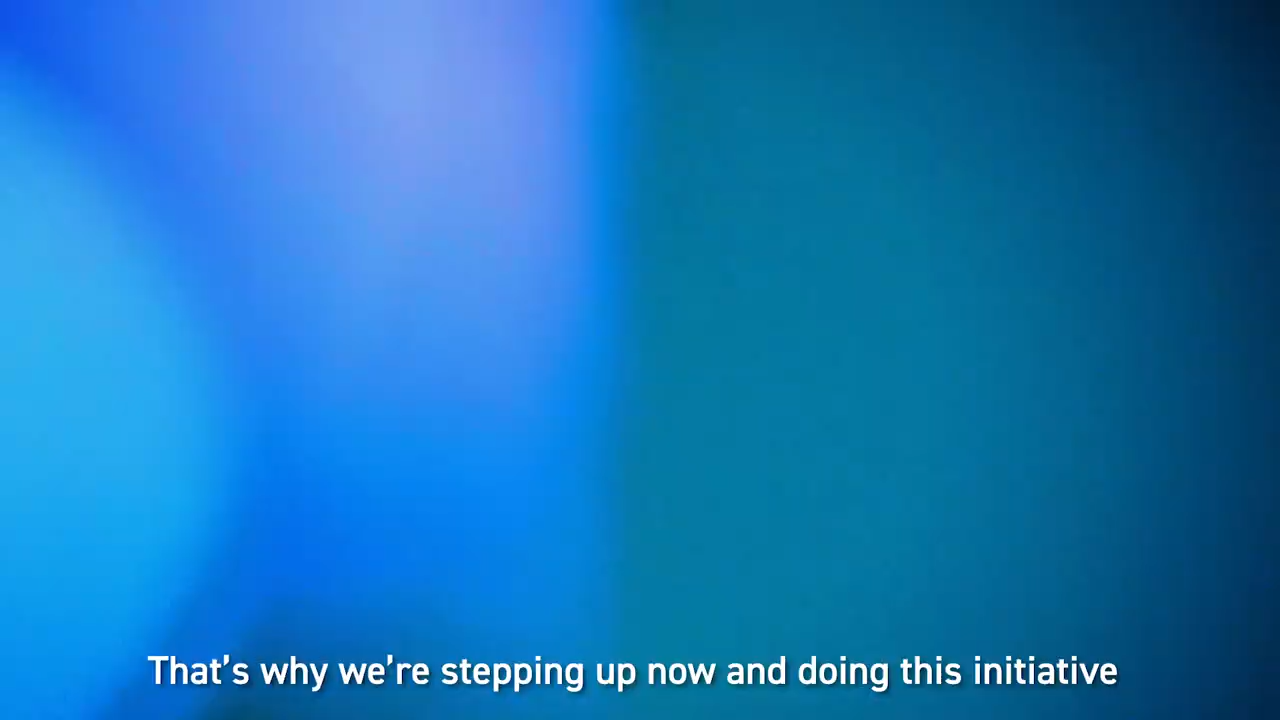 That’s why we’re stepping up now and doing this initiative